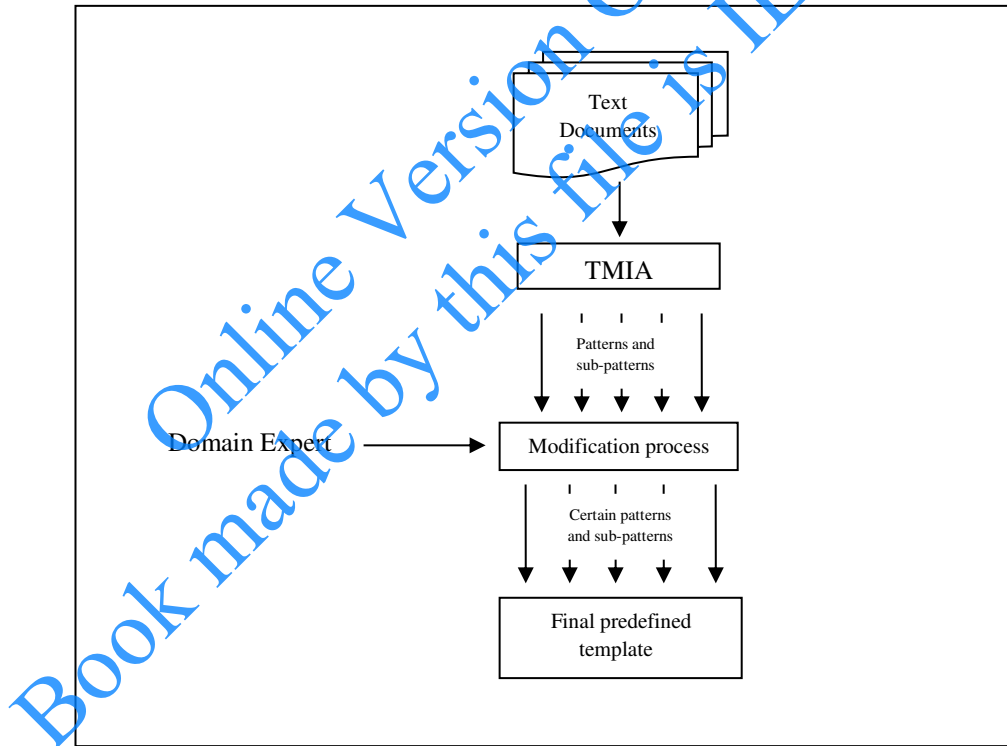 Text
Documents
TMIA
Patterns and
sub-patterns
Domain Expert
Modification process
Certain patterns
and sub-patterns
Final predefined
template
Online Version
Book made by this file is